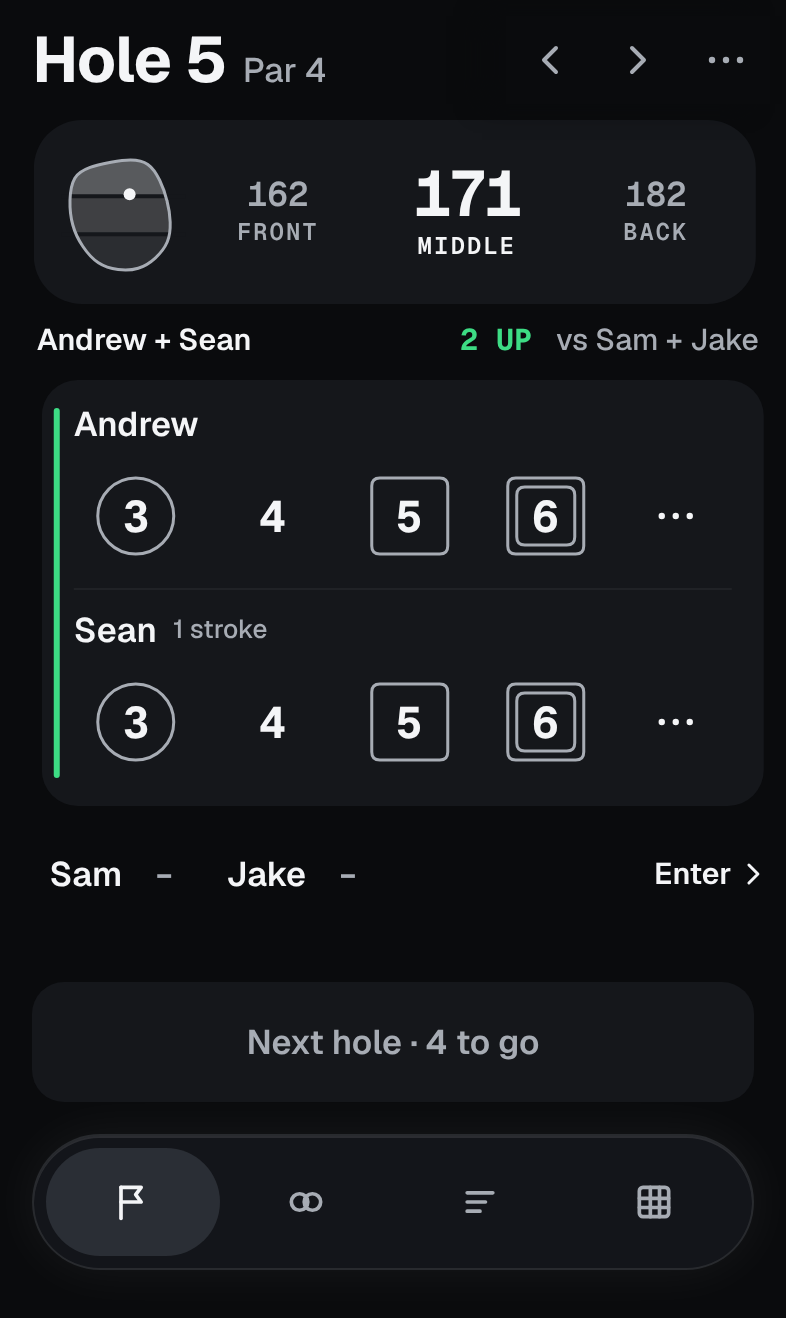 Hole 5 Par 4
162 171 182
FRONT MIDDLE BACK
Andrew + Sean 2 UP vs Sam + Jake
Andrew
3 4 5 6 ...
Sean 1 stroke
3 4 5 6 ...
Sam – Jake – Enter >
Next hole · 4 to go